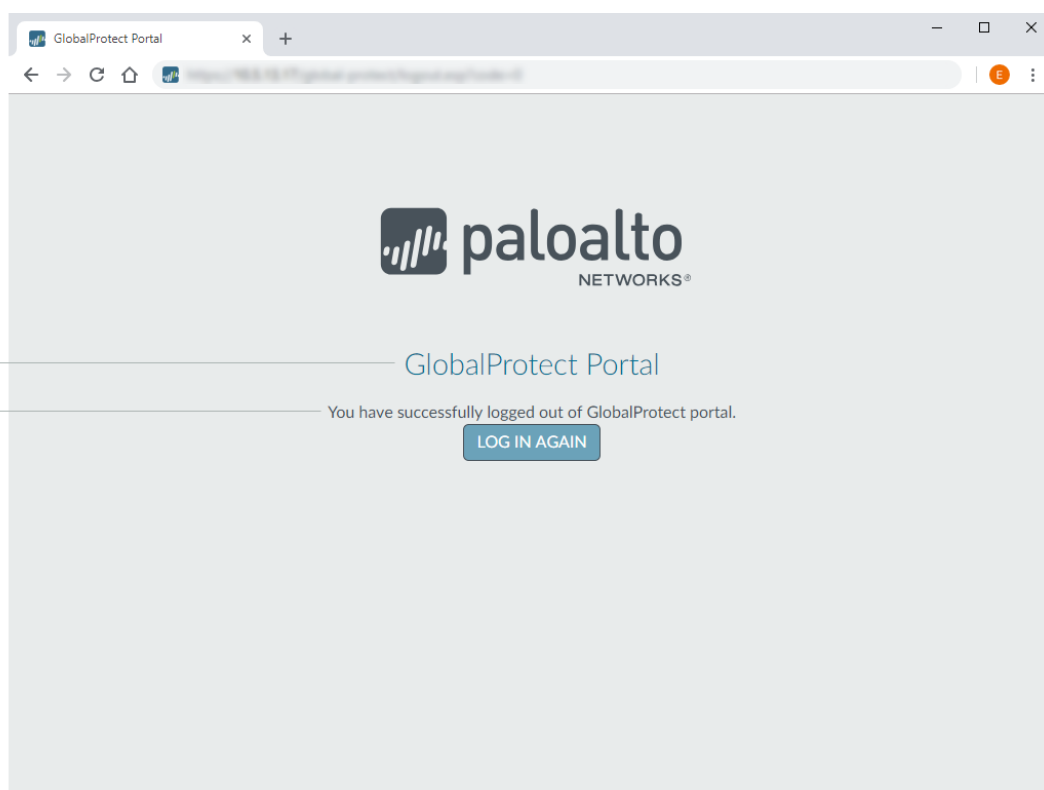 GlobalProtect Portal
E
paloalto
NETWORKS®
GlobalProtect Portal
You have successfully logged out of GlobalProtect portal.
LOG IN AGAIN